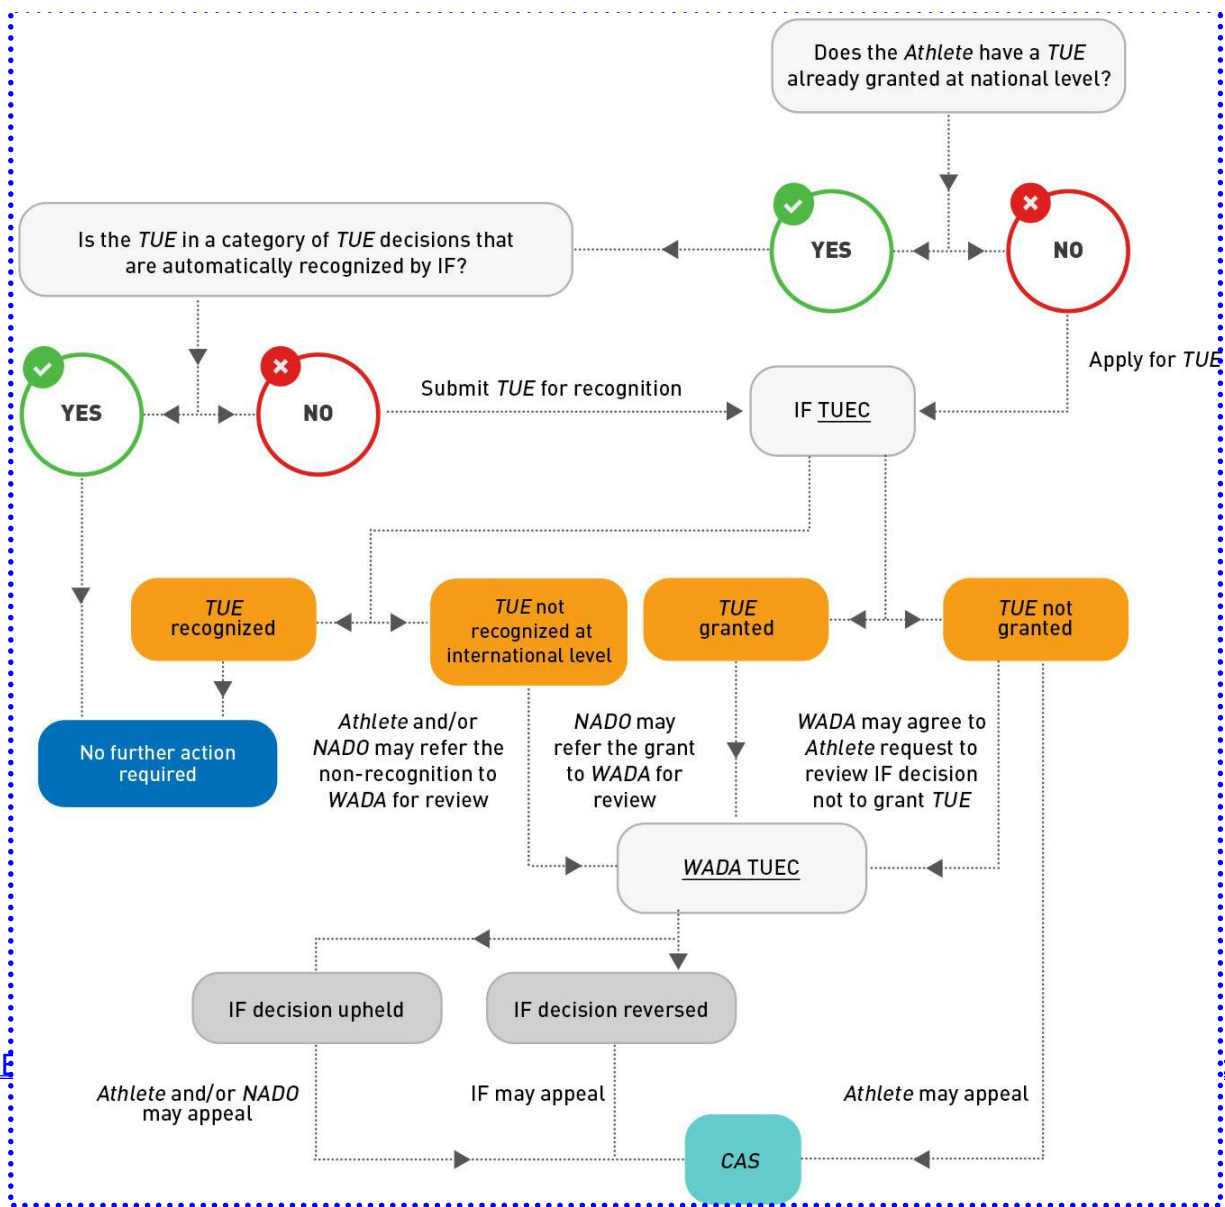 Does the Athlete have a TUE
already granted at national level?
YES
NO
Is the TUE in a category of TUE decisions that
are automatically recognized by IF?
YES
NO
Submit TUE for recognition
Apply for TUE
IF TUEC
TUE
recognized
TUE not
recognized at
international level
TUE
granted
TUE not
granted
No further action
required
Athlete and/or
NADO may refer the
non-recognition to
WADA for review
NADO may
refer the grant
to WADA for
review
WADA may agree to
Athlete request to
review IF decision
not to grant TUE
WADA TUEC
IF decision upheld
IF decision reversed
E
Athlete and/or NADO
may appeal
IF may appeal
Athlete may appeal
CAS